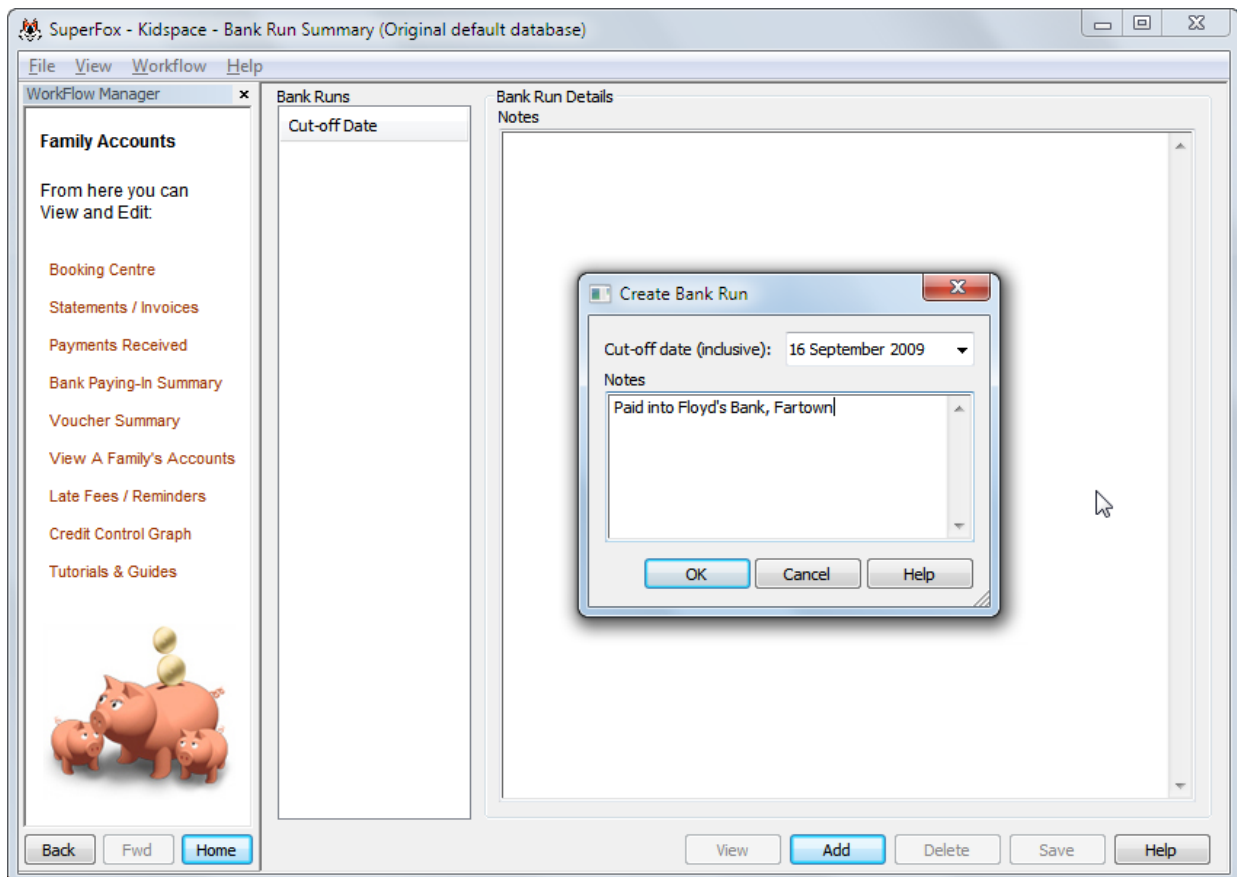 SuperFox - Kidspace - Bank Run Summary (Original default database)
File View Workflow Help
WorkFlow Manager
Family Accounts
From here you can
View and Edit:
Booking Centre
Statements / Invoices
Payments Received
Bank Paying-In Summary
Voucher Summary
View A Family's Accounts
Late Fees / Reminders
Credit Control Graph
Tutorials & Guides
Back Fwd Home
Bank Runs
Cut-off Date
Bank Run Details
Notes
Create Bank Run
Cut-off date (inclusive): 16 September 2009
Notes
Paid into Floyd's Bank, Fartown
OK Cancel Help
View Add Delete Save Help